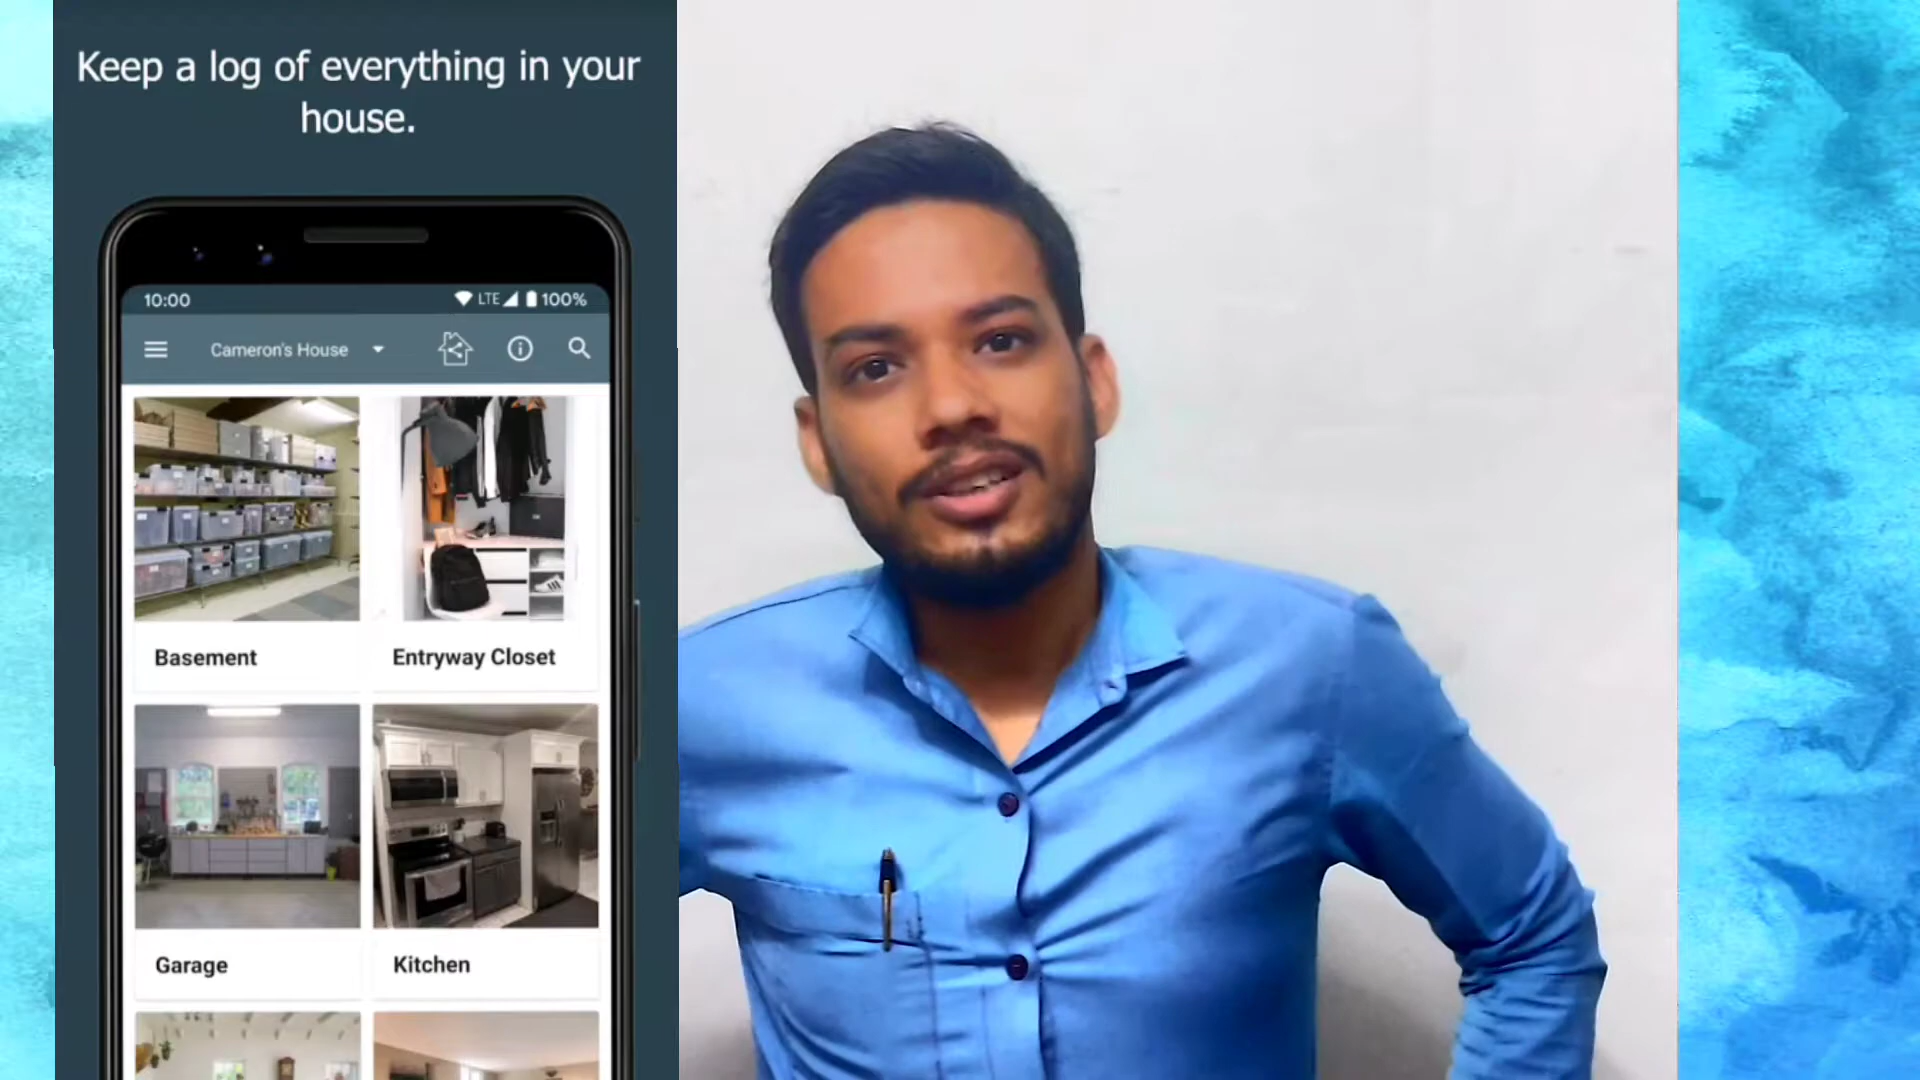 Keep a log of everything in your
house.
10:00 LTE 100%
Cameron's House
Basement
Entryway Closet
Garage
Kitchen